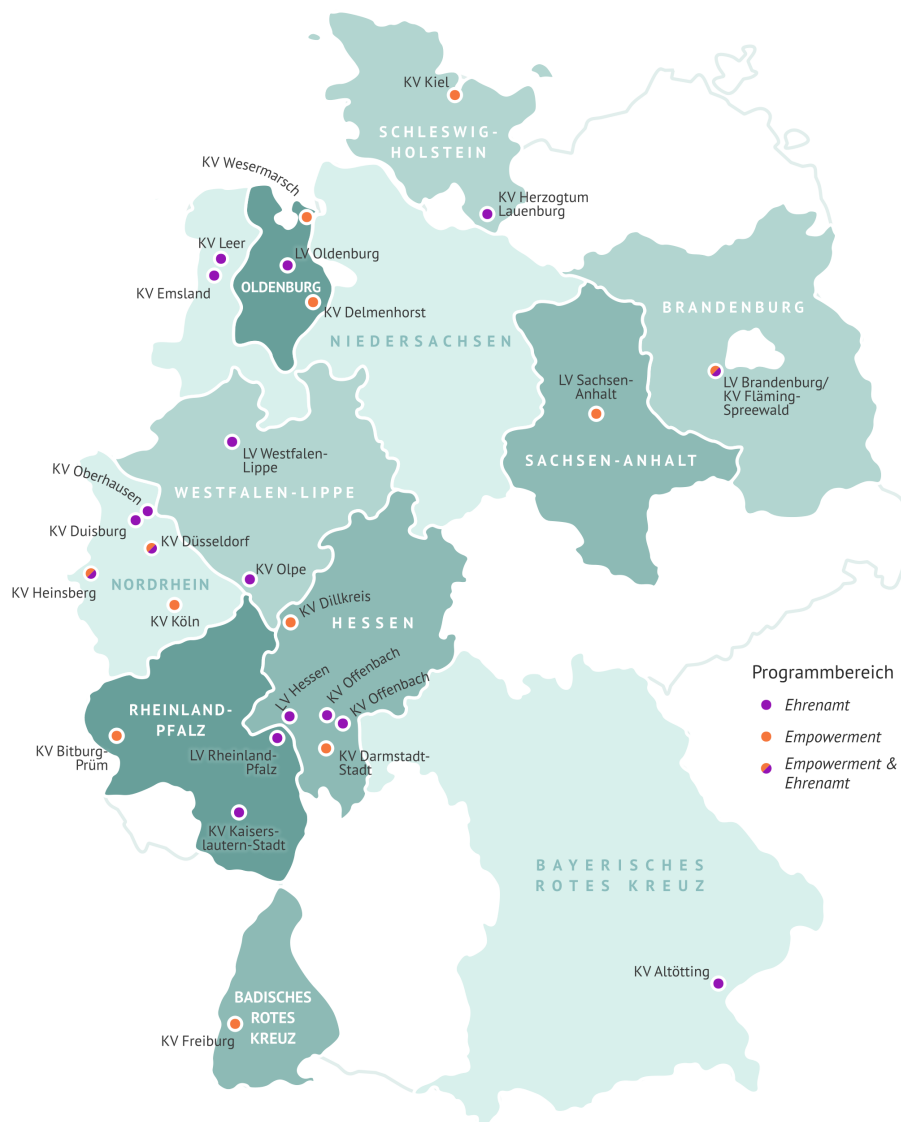 KV Kiel
SCHLESWIG-
HOLSTEIN
KV Wesermarsch
KV Herzogtum
Lauenburg
KV Leer
LV Oldenburg
KV Emsland
OLDENBURG
KV Delmenhorst
NIEDERSACHSEN
BRANDENBURG
LV Sachsen-
Anhalt
LV Brandenburg/
KV Fläming-
Spreewald
LV Westfalen-
Lippe
SACHSEN-ANHALT
KV Oberhausen
WESTFALEN-LIPPE
KV Duisburg
KV Düsseldorf
KV Olpe
NORDRHEIN
KV Heinsberg
KV Köln
KV Dillkreis
HESSEN
LV Hessen
KV Offenbach
KV Offenbach
RHEINLAND-
PFALZ
KV Bitburg-
Prüm
LV Rheinland-
Pfalz
KV Darmstadt-
Stadt
KV Kaisers-
lautern-Stadt
Programmbereich
Ehrenamt
Empowerment
Empowerment &
Ehrenamt
BAYERISCHES
ROTES KREUZ
KV Altötting
BADISCHES
ROTES
KREUZ
KV Freiburg